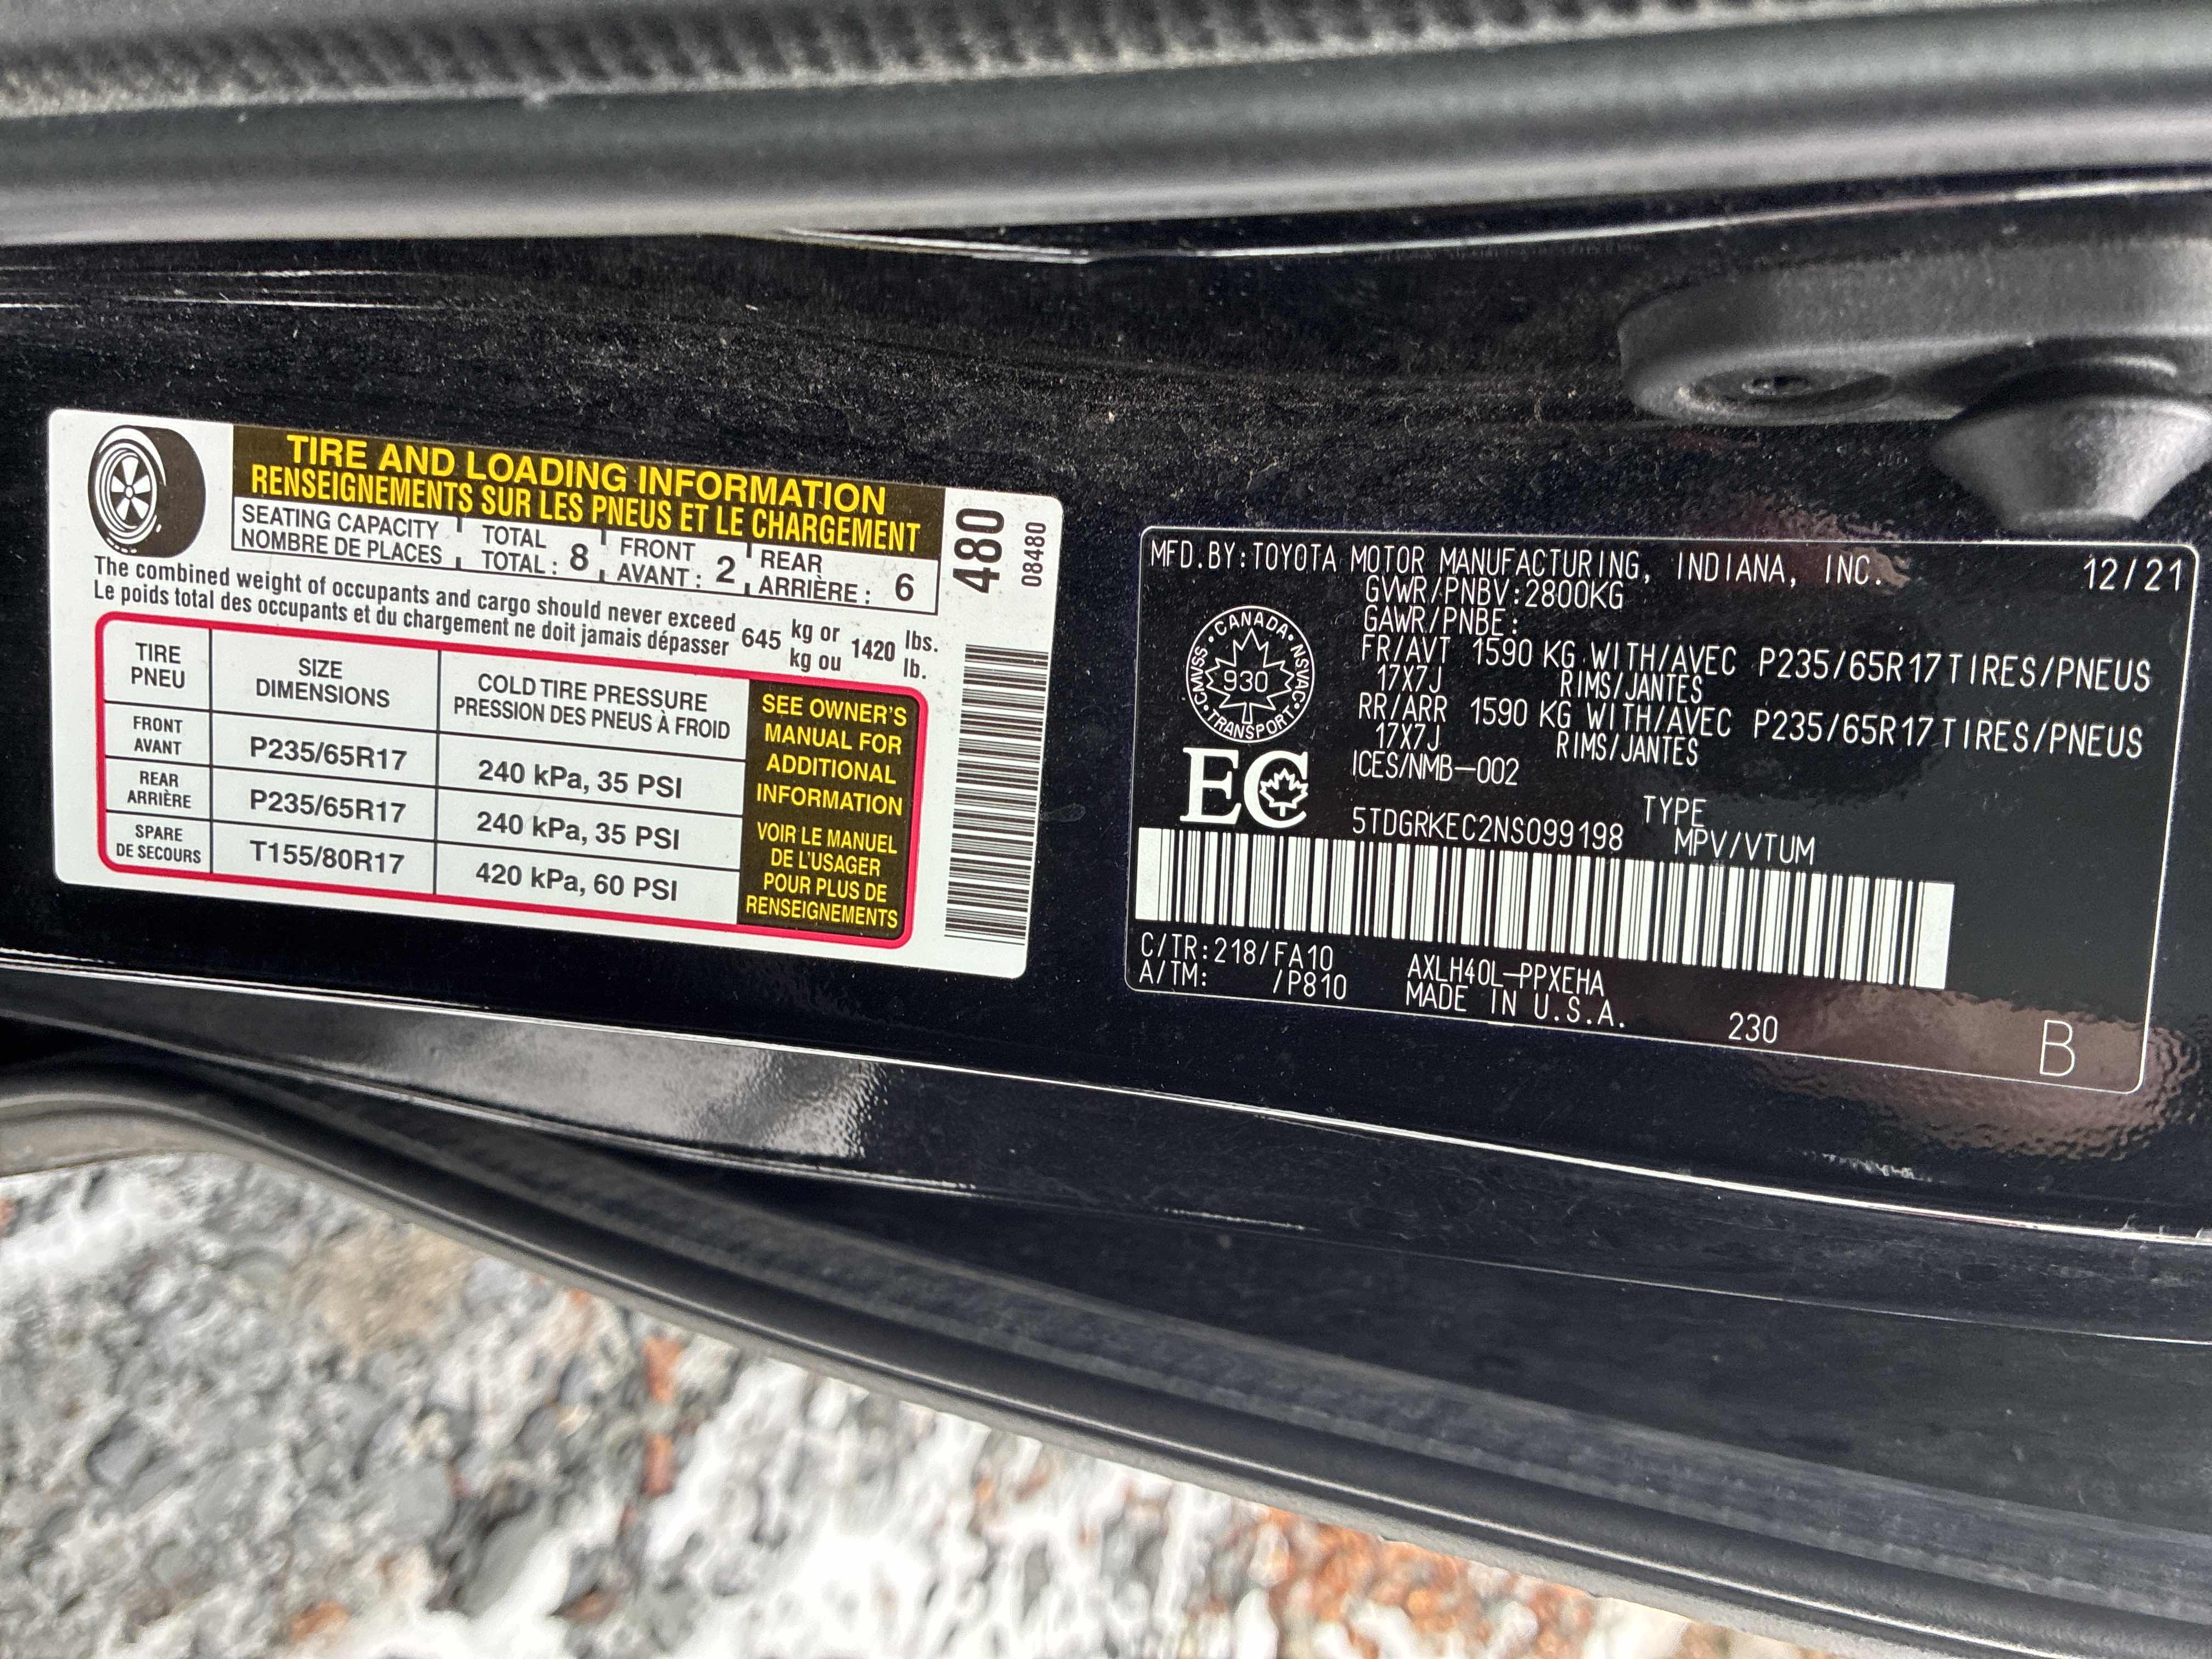 TIRE AND LOADING INFORMATION
RENSEIGNEMENTS SUR LES PNEUS ET LE CHARGEMENT
SEATING CAPACITY TOTAL FRONT REAR
NOMBRE DE PLACES TOTAL : 8 AVANT : 2 ARRIÈRE : 6
The combined weight of occupants and cargo should never exceed 645 kg or 1420 lbs.
Le poids total des occupants et du chargement ne doit jamais dépasser kg ou lb.
TIRE
PNEU
SIZE
DIMENSIONS
COLD TIRE PRESSURE
PRESSION DES PNEUS À FROID
FRONT
AVANT
P235/65R17
240 kPa, 35 PSI
REAR
ARRIÈRE
P235/65R17
240 kPa, 35 PSI
SPARE
DE SECOURS
T155/80R17
420 kPa, 60 PSI
SEE OWNER'S
MANUAL FOR
ADDITIONAL
INFORMATION
VOIR LE MANUEL
DE L'USAGER
POUR PLUS DE
RENSEIGNEMENTS
480
08480
MFD.BY:TOYOTA MOTOR MANUFACTURING, INDIANA, INC. 12/21
GVWR/PNBV:2800KG
GAWR/PNBE:
FR/AVT 1590 KG WITH/AVEC P235/65R17TIRES/PNEUS
17X7J RIMS/JANTES
RR/ARR 1590 KG WITH/AVEC P235/65R17TIRES/PNEUS
17X7J RIMS/JANTES
ICES/NMB-002
CANADA
930
TRANSPORT
CMVSS
NSVAC
EC
TYPE
5TDGRKEC2NS099198 MPV/VTUM
C/TR:218/FA10 AXLH40L-PPXEHA
A/TM: /P810 MADE IN U.S.A. 230
B